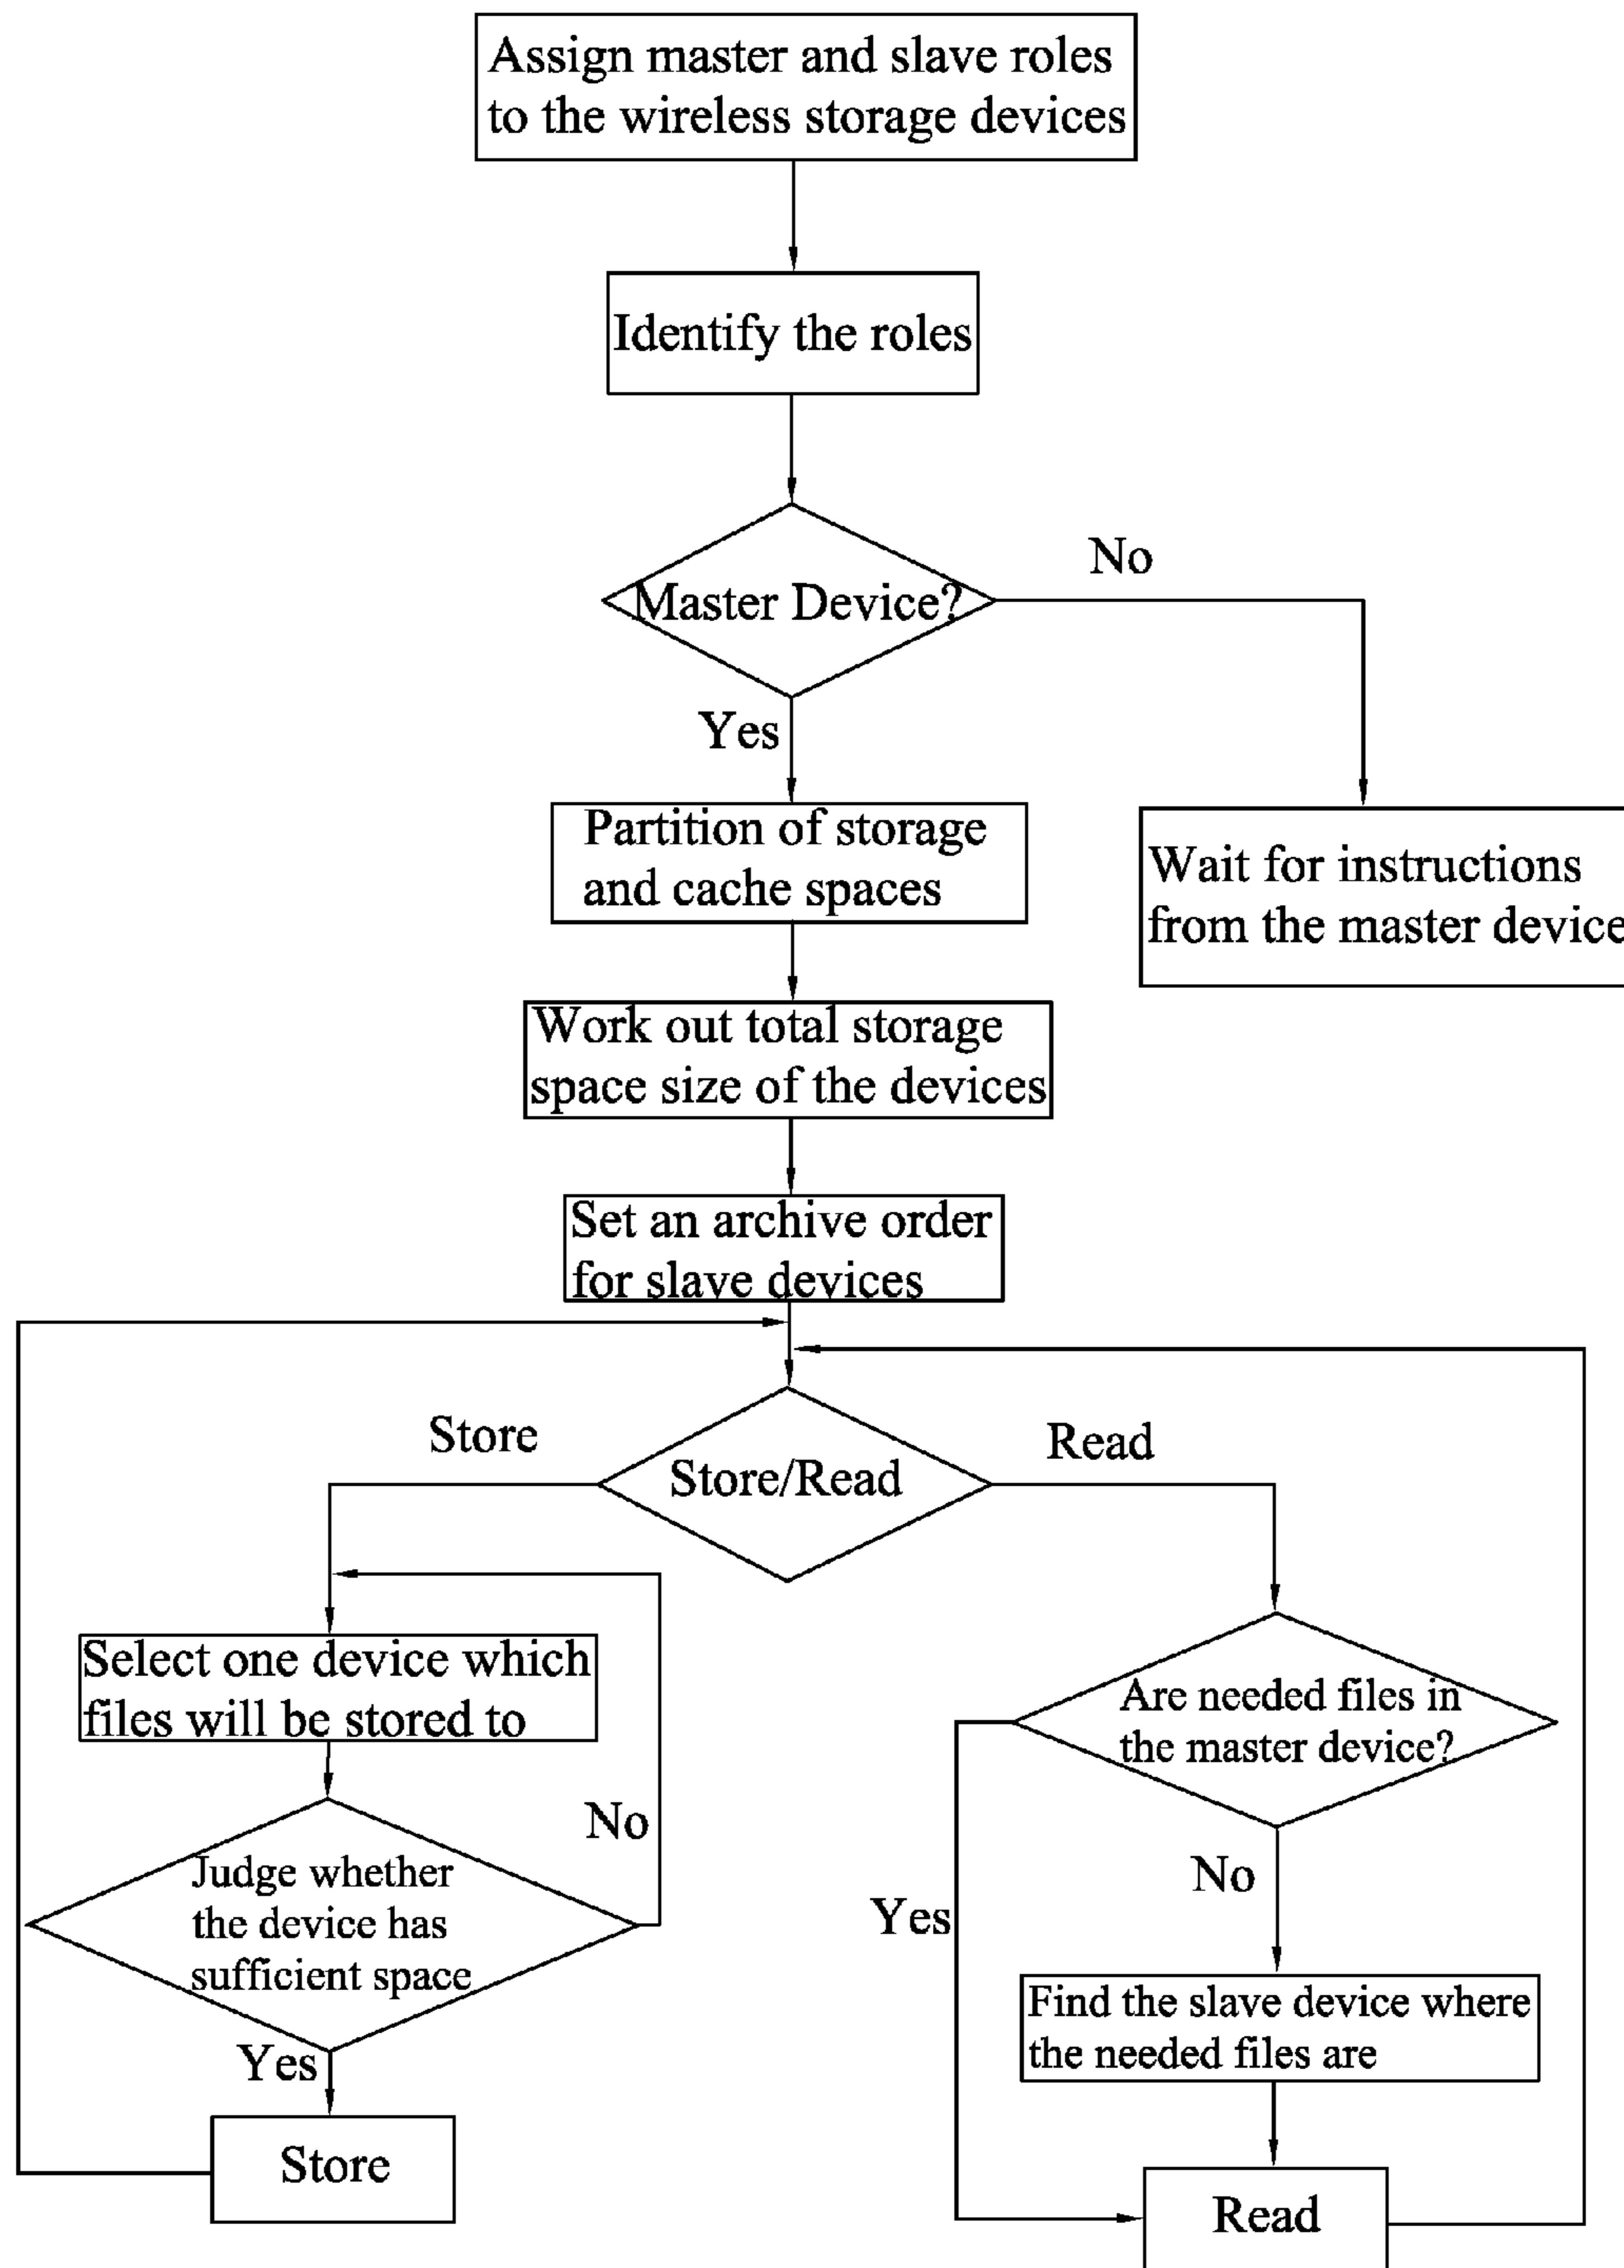 Assign master and slave roles
to the wireless storage devices
Identify the roles
Master Device?
No
Yes
Partition of storage
and cache spaces
Wait for instructions
from the master device
Work out total storage
space size of the devices
Set an archive order
for slave devices
Store
Store/Read
Read
Select one device which
files will be stored to
Are needed files in
the master device?
No
Judge whether
the device has
sufficient space
No
Yes
Find the slave device where
the needed files are
Yes
Store
Read